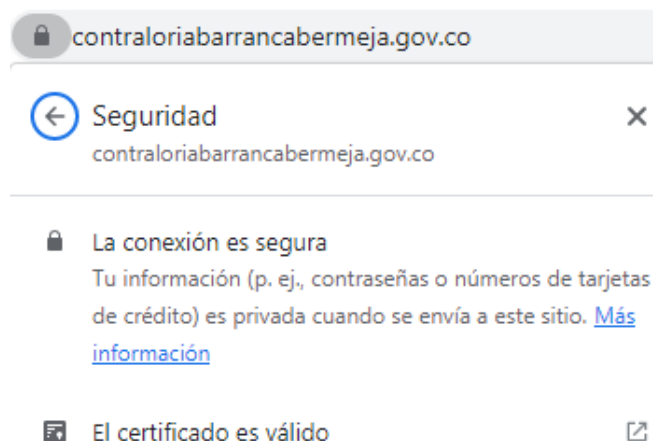 contraloriabarrancabermeja.gov.co
Seguridad
contraloriabarrancabermeja.gov.co
La conexión es segura
Tu información (p. ej., contraseñas o números de tarjetas
de crédito) es privada cuando se envía a este sitio. Más
información
El certificado es válido